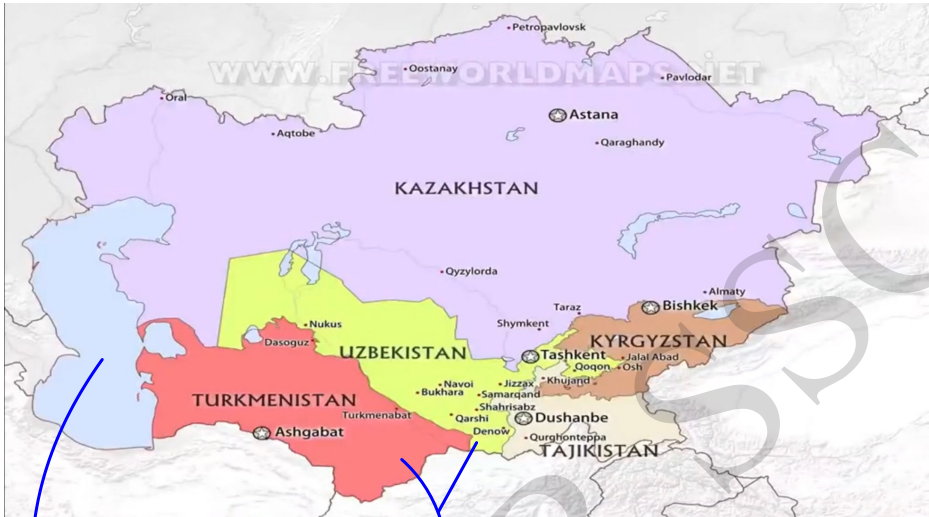 Petropavlovsk
WWW.FREEWORLDMAPS.NET
Oostanay
Pavlodar
Oral
Astana
Aqtobe
Qaraghandy
KAZAKHSTAN
Qyzylorda
Almaty
Taraz
Bishkek
Nukus
Shymkent
KYRGYZSTAN
Dasoguz
UZBEKISTAN
Tashkent
Jalal Abad
Qoqon
Osh
Navoi
Jizzax
Khujand
Bukhara
Samarqand
TURKMENISTAN
Shahrisabz
Turkmenabat
Qarshi
Dushanbe
Ashgabat
Denow
Qurghonteppa
TAJIKISTAN
SSC